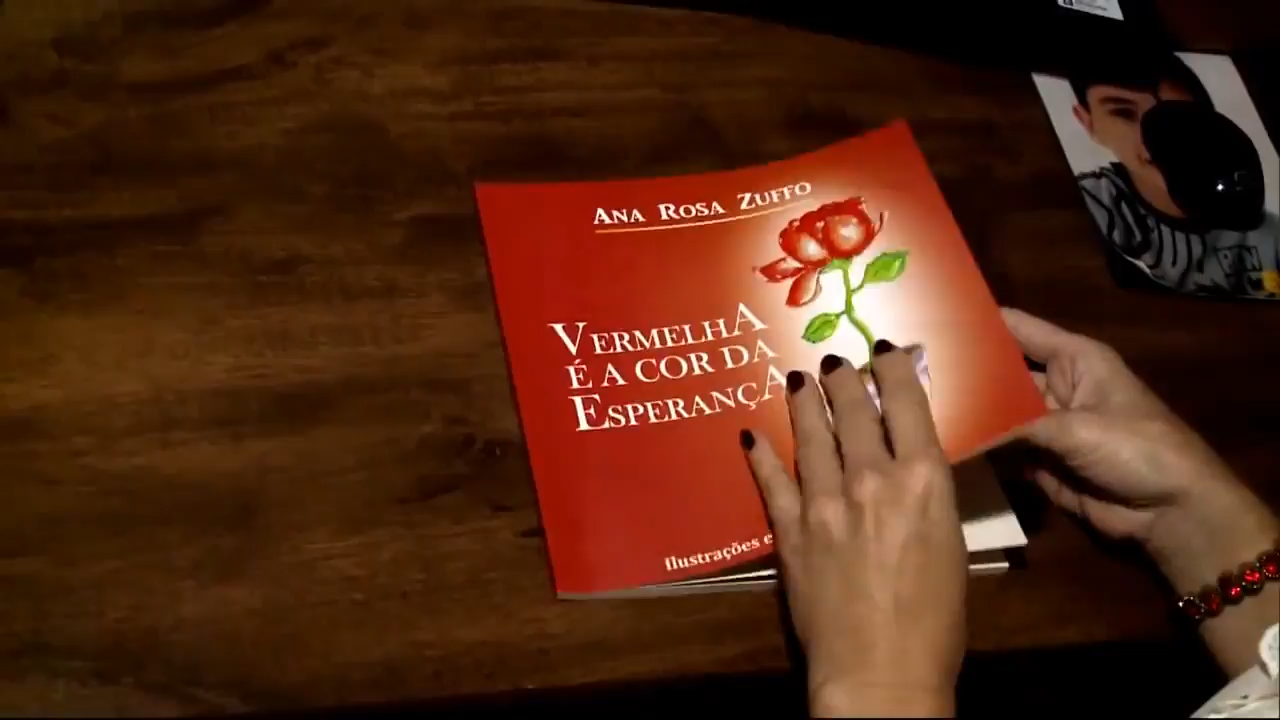 ANA ROSA ZUFFO
VERMELHA
É A COR DA
ESPERANÇA
Ilustrações e